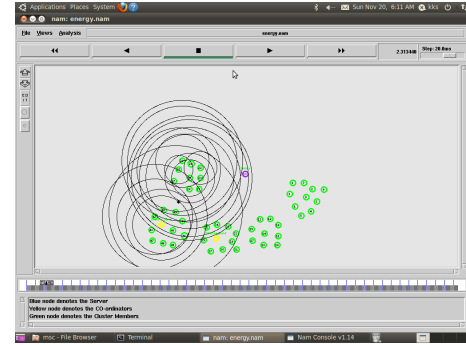 Applications Places System
Sun Nov 20, 6:11 AM
kks
nam: energy.nam
File Views Analysis
energy.nam
2.313440
Step: 20.0ms
Blue node denotes the Server
Yellow node denotes the CO-ordinators
Green node denotes the Cluster Members
msc - File Browser
Terminal
nam: energy.nam
Nam Console v1.14